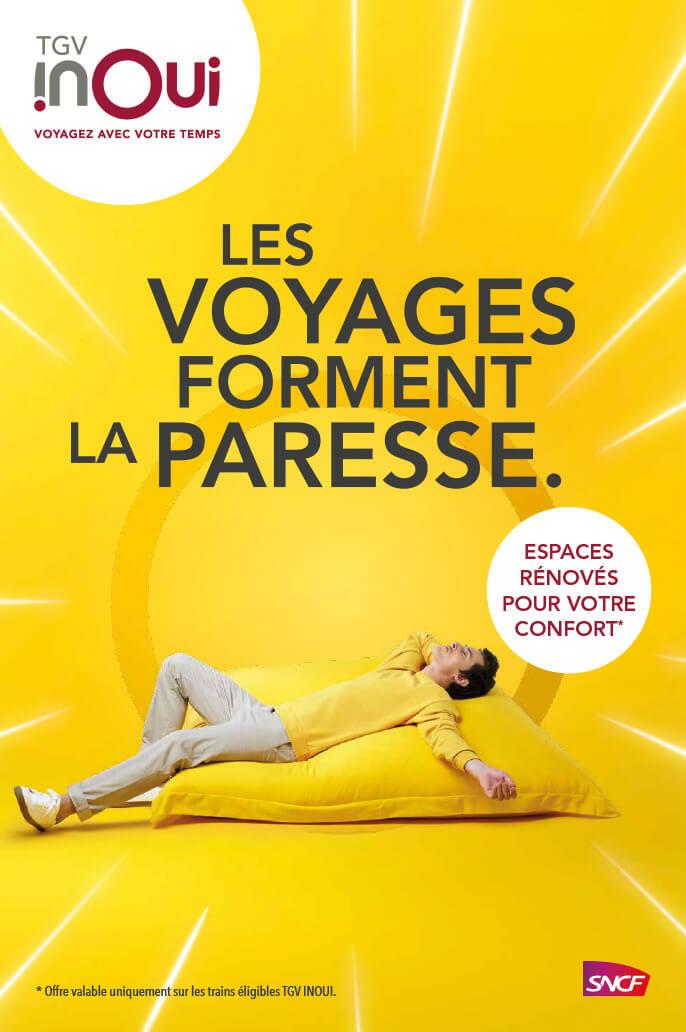 TGV
inOui
VOYAGEZ AVEC VOTRE TEMPS
LES
VOYAGES
FORMENT
LA PARESSE.
ESPACES
RÉNOVÉS
POUR VOTRE
CONFORT*
* Offre valable uniquement sur les trains éligibles TGV INOUI.
SNCF